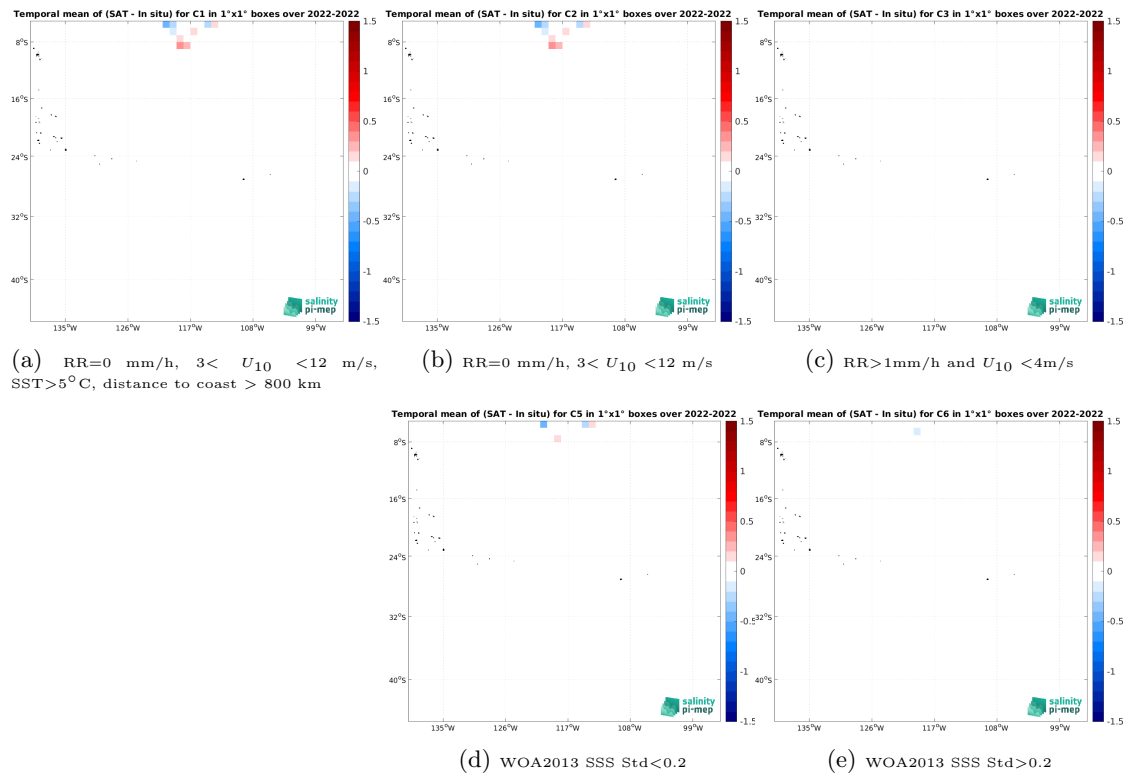 Temporal mean of (SAT - In situ) for C1 in 1°x1° boxes over 2022-2022
8°S
16°S
24°S
32°S
40°S
135°W
126°W
117°W
108°W
99°W
1.5
1
0.5
0
-0.5
-1
-1.5
salinity
pi-mep
(a) RR=0 mm/h, 3< U10 <12 m/s,
SST>5°C, distance to coast > 800 km
Temporal mean of (SAT - In situ) for C2 in 1°x1° boxes over 2022-2022
8°S
16°S
24°S
32°S
40°S
135°W
126°W
117°W
108°W
99°W
1.5
1
0.5
0
-0.5
-1
-1.5
salinity
pi-mep
(b) RR=0 mm/h, 3< U10 <12 m/s
Temporal mean of (SAT - In situ) for C3 in 1°x1° boxes over 2022-2022
8°S
16°S
24°S
32°S
40°S
135°W
126°W
117°W
108°W
99°W
1.5
1
0.5
0
-0.5
-1
-1.5
salinity
pi-mep
(c) RR>1mm/h and U10 <4m/s
Temporal mean of (SAT - In situ) for C5 in 1°x1° boxes over 2022-2022
8°S
16°S
24°S
32°S
40°S
135°W
126°W
117°W
108°W
99°W
1.5
1
0.5
0
-0.5
-1
-1.5
salinity
pi-mep
(d) WOA2013 SSS Std<0.2
Temporal mean of (SAT - In situ) for C6 in 1°x1° boxes over 2022-2022
8°S
16°S
24°S
32°S
40°S
135°W
126°W
117°W
108°W
99°W
1.5
1
0.5
0
-0.5
-1
-1.5
salinity
pi-mep
(e) WOA2013 SSS Std>0.2